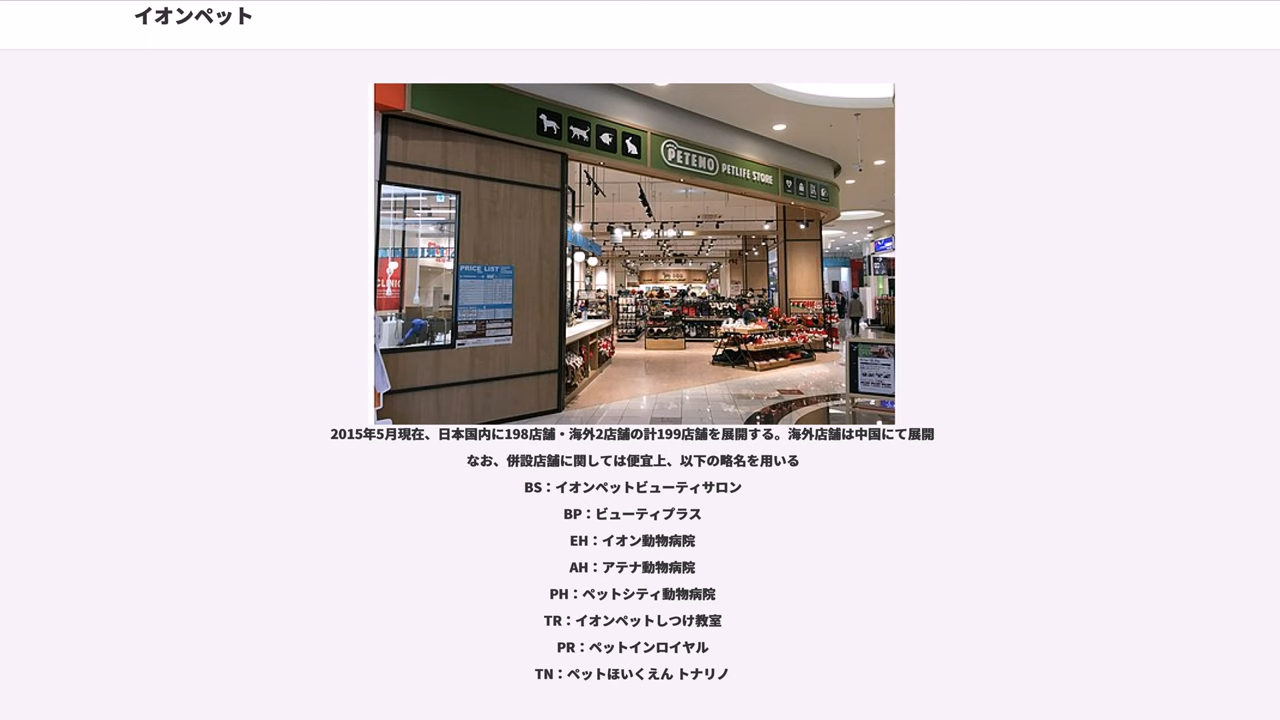 イオンペット
PETEMO PETLIFE STORE
PRICE LIST
CLINIC
2015年5月現在、日本国内に198店舗・海外2店舗の計199店舗を展開する。海外店舗は中国にて展開
なお、併設店舗に関しては便宜上、以下の略名を用いる
BS：イオンペットビューティサロン
BP：ビューティプラス
EH：イオン動物病院
AH：アテナ動物病院
PH：ペットシティ動物病院
TR：イオンペットしつけ教室
PR：ペットインロイヤル
TN：ペットほいくえん トナリノ